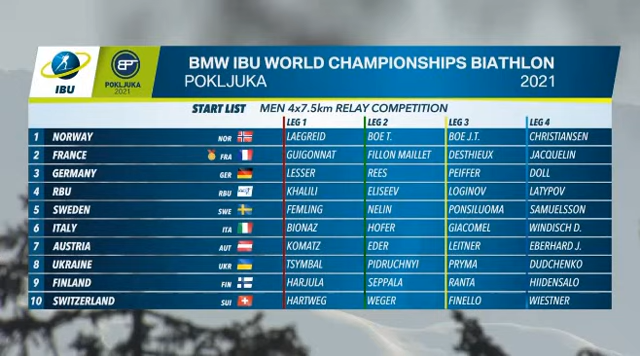 IBU
POKLJUKA
2021
BMW IBU WORLD CHAMPIONSHIPS BIATHLON
POKLJUKA 2021
START LIST MEN 4x7.5km RELAY COMPETITION
LEG 1 LEG 2 LEG 3 LEG 4
1 NORWAY NOR LAEGREID BOE T. BOE J.T. CHRISTIANSEN
2 FRANCE FRA GUIGONNAT FILLON MAILLET DESTHIEUX JACQUELIN
3 GERMANY GER LESSER REES PEIFFER DOLL
4 RBU RBU KHALILI ELISEEV LOGINOV LATYPOV
5 SWEDEN SWE FEMLING NELIN PONSILUOMA SAMUELSSON
6 ITALY ITA BIONAZ HOFER GIACOMEL WINDISCH D.
7 AUSTRIA AUT KOMATZ EDER LEITNER EBERHARD J.
8 UKRAINE UKR TSYMBAL PIDRUCHNYI PRYMA DUDCHENKO
9 FINLAND FIN HARJULA SEPPALA RANTA HIIDENSALO
10 SWITZERLAND SUI HARTWEG WEGER FINELLO WIESTNER